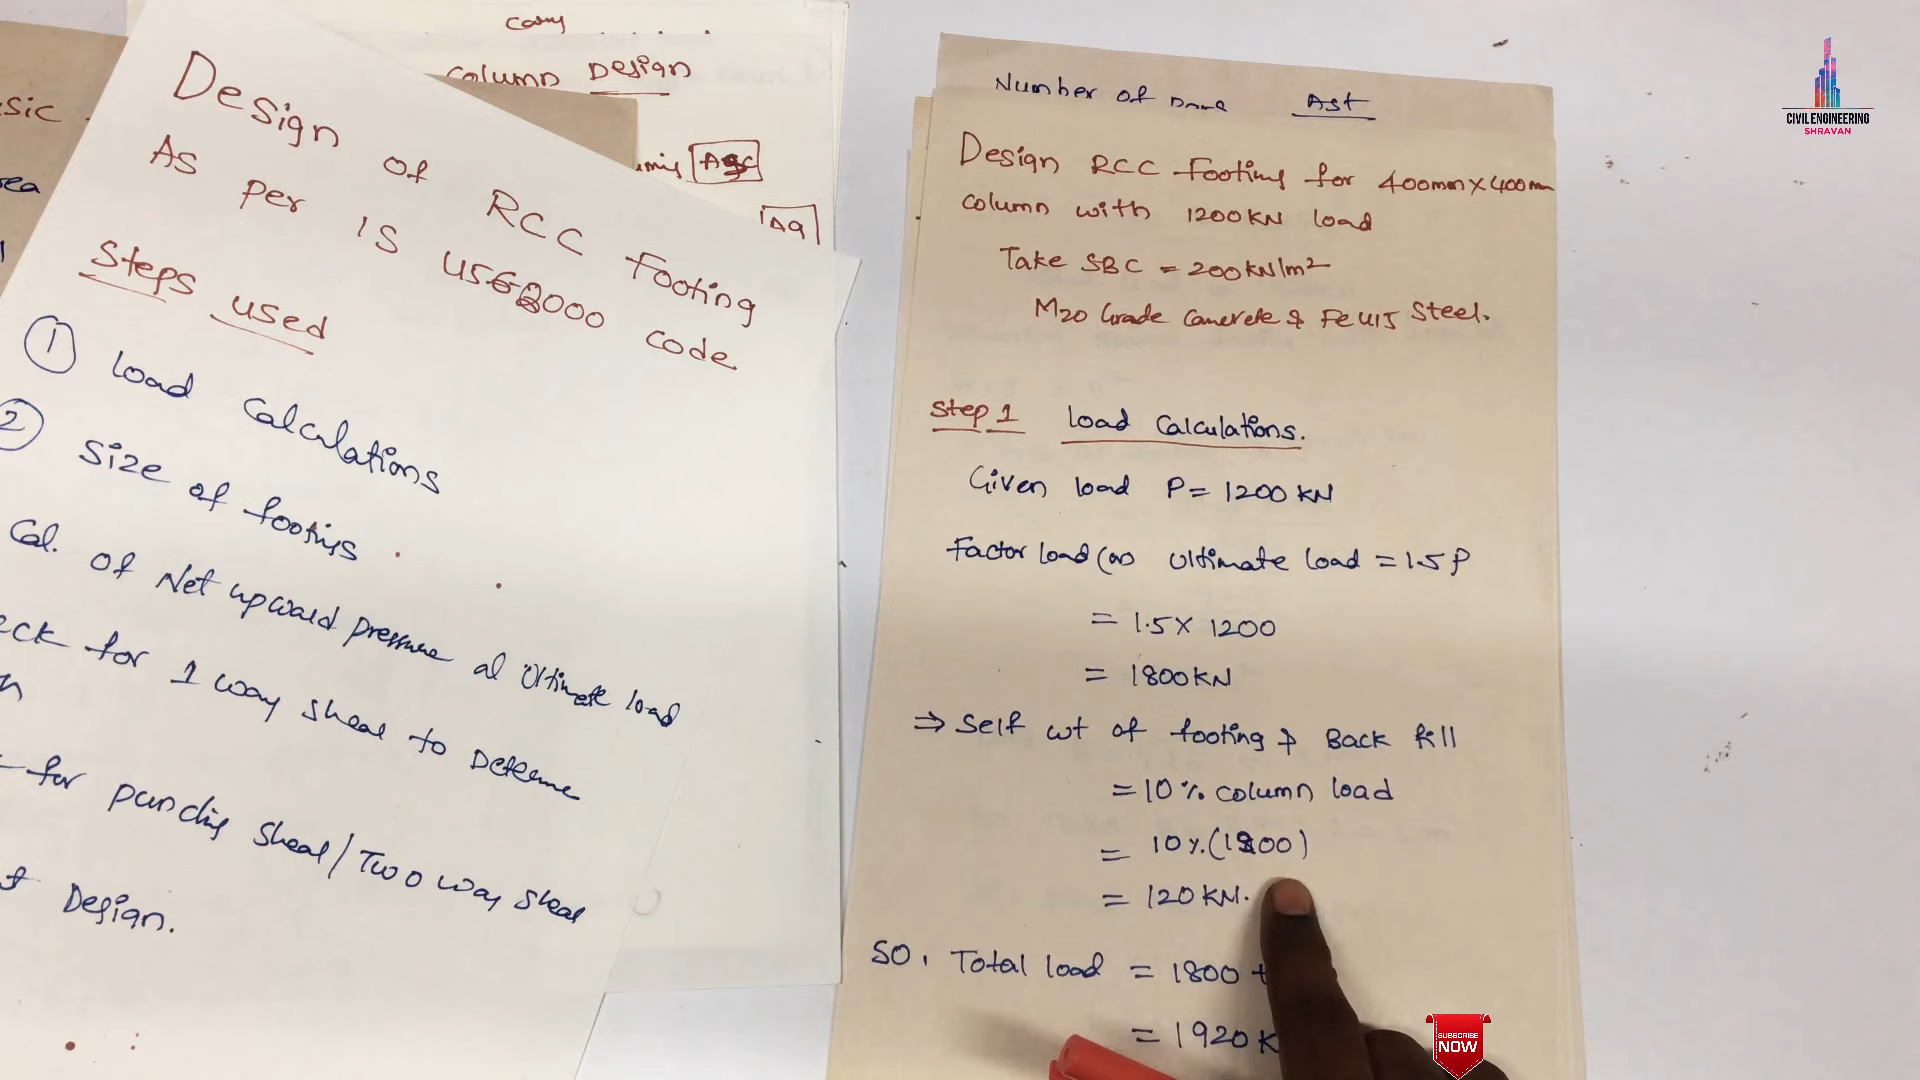 column Design
sic
Design of RCC Footing
As per IS 456:2000 code
Steps used
1 Load Calculations
2 Size of footings
Cal. of Net upward pressure at Ultimate load
eck for 1 way shear to Determe
for punching shear/Two way shear
Design.
Number of Ast
Design RCC Footing for 400mm X 400mm
column with 1200KN load
Take SBC = 200KN/m²
M20 Grade Concrete & Fe415 Steel.
Step 1 Load Calculations.
Given load P= 1200 KN
Factor load (or) Ultimate load = 1.5 P
= 1.5 X 1200
= 1800KN
⇒ Self wt of footing & Back fill
= 10% column load
= 10%(1200)
= 120 KN.
SO, Total load = 1800 +
= 1920 K
CIVIL ENGINEERING
SHRAVAN
SUBSCRIBE
NOW